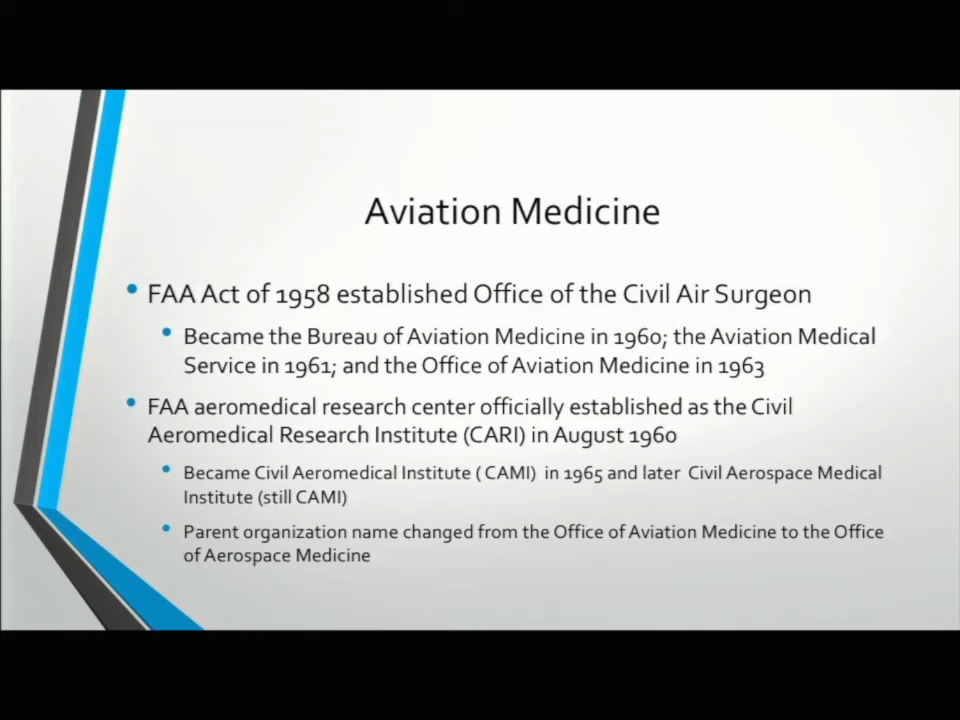 Aviation Medicine
FAA Act of 1958 established Office of the Civil Air Surgeon
Became the Bureau of Aviation Medicine in 1960; the Aviation Medical
Service in 1961; and the Office of Aviation Medicine in 1963
FAA aeromedical research center officially established as the Civil
Aeromedical Research Institute (CARI) in August 1960
Became Civil Aeromedical Institute ( CAMI) in 1965 and later Civil Aerospace Medical
Institute (still CAMI)
Parent organization name changed from the Office of Aviation Medicine to the Office
of Aerospace Medicine